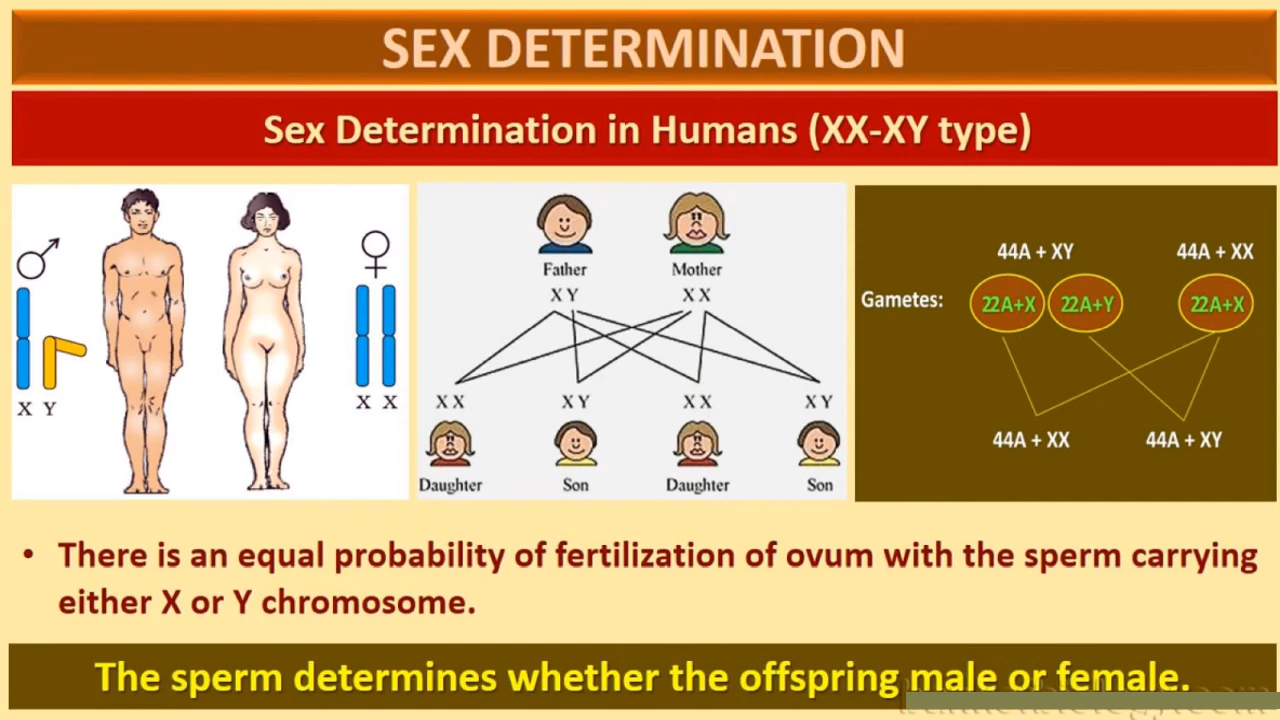 SEX DETERMINATION
Sex Determination in Humans (XX-XY type)
♂
X Y
♀
X X
Father
Mother
X Y
X X
X X
X Y
X X
X Y
Daughter
Son
Daughter
Son
44A + XY
44A + XX
Gametes:
22A+X
22A+Y
22A+X
44A + XX
44A + XY
• There is an equal probability of fertilization of ovum with the sperm carrying
either X or Y chromosome.
The sperm determines whether the offspring male or female.